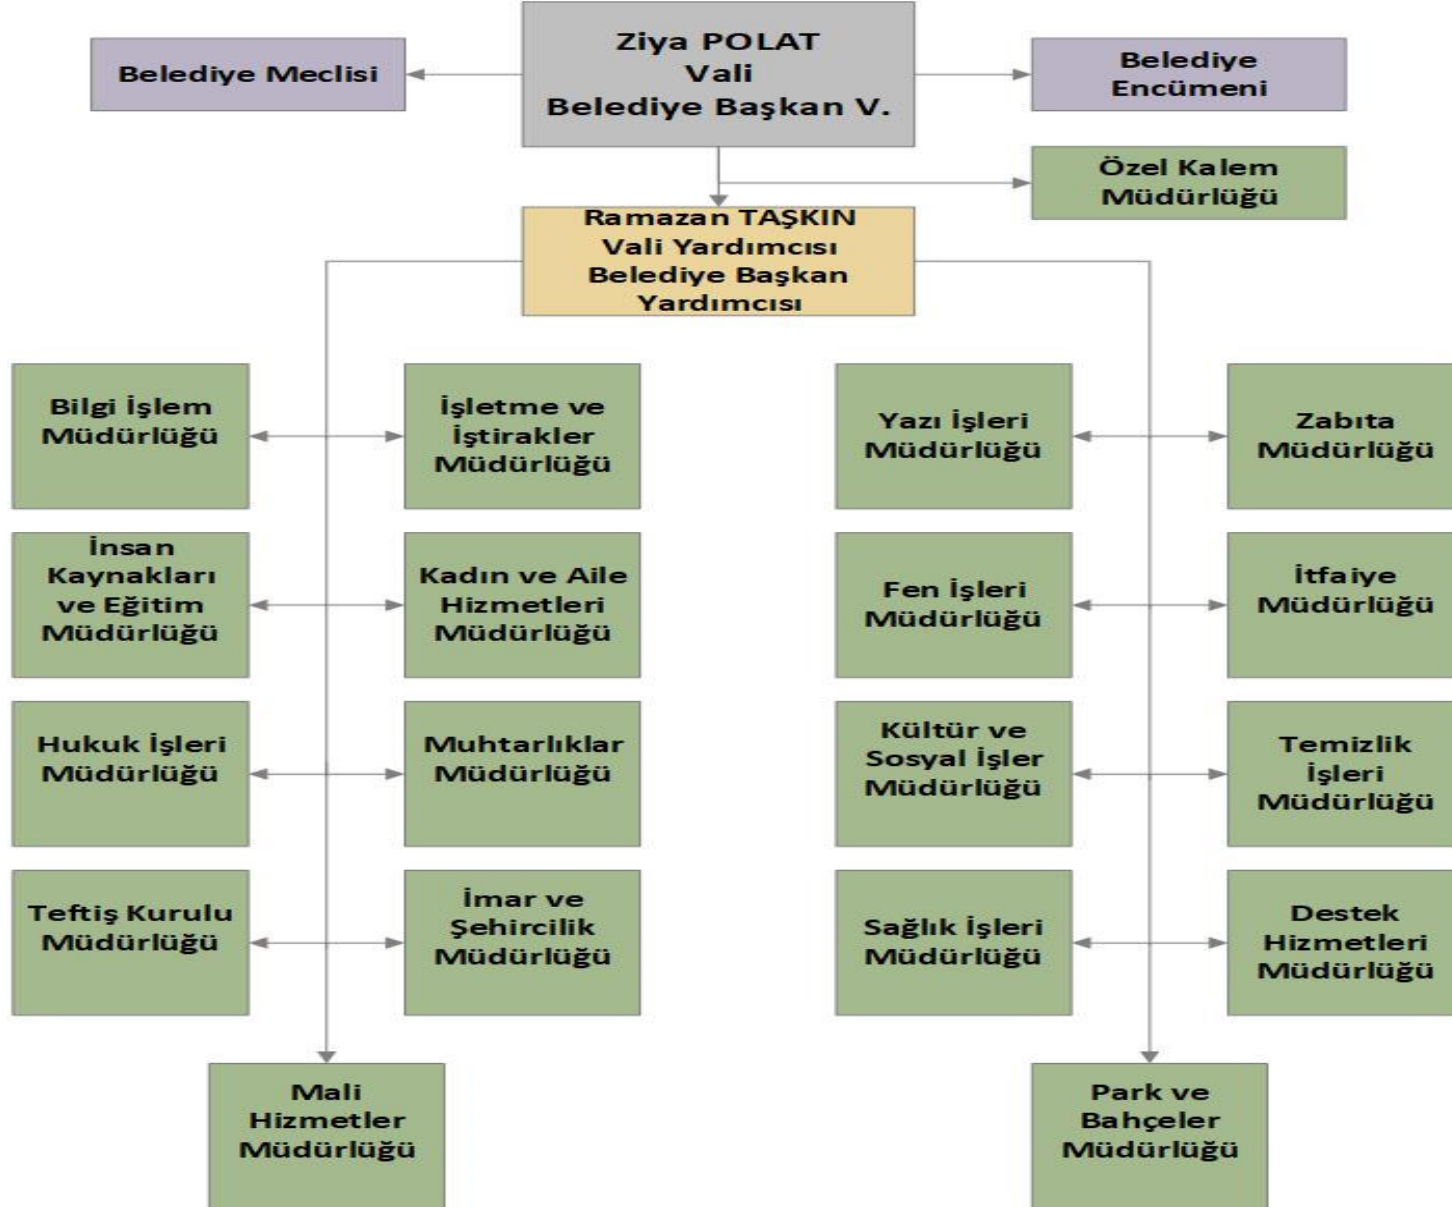 Ziya POLAT
Vali
Belediye Başkan V.
Belediye Meclisi
Belediye
Encümeni
Özel Kalem
Müdürlüğü
Ramazan TAŞKIN
Vali Yardımcısı
Belediye Başkan
Yardımcısı
Bilgi İşlem
Müdürlüğü
İşletme ve
İştirakler
Müdürlüğü
Yazı İşleri
Müdürlüğü
Zabıta
Müdürlüğü
İnsan
Kaynakları
ve Eğitim
Müdürlüğü
Kadın ve Aile
Hizmetleri
Müdürlüğü
Fen İşleri
Müdürlüğü
İtfaiye
Müdürlüğü
Hukuk İşleri
Müdürlüğü
Muhtarlıklar
Müdürlüğü
Kültür ve
Sosyal İşler
Müdürlüğü
Temizlik
İşleri
Müdürlüğü
Teftiş Kurulu
Müdürlüğü
İmar ve
Şehircilik
Müdürlüğü
Sağlık İşleri
Müdürlüğü
Destek
Hizmetleri
Müdürlüğü
Mali
Hizmetler
Müdürlüğü
Park ve
Bahçeler
Müdürlüğü